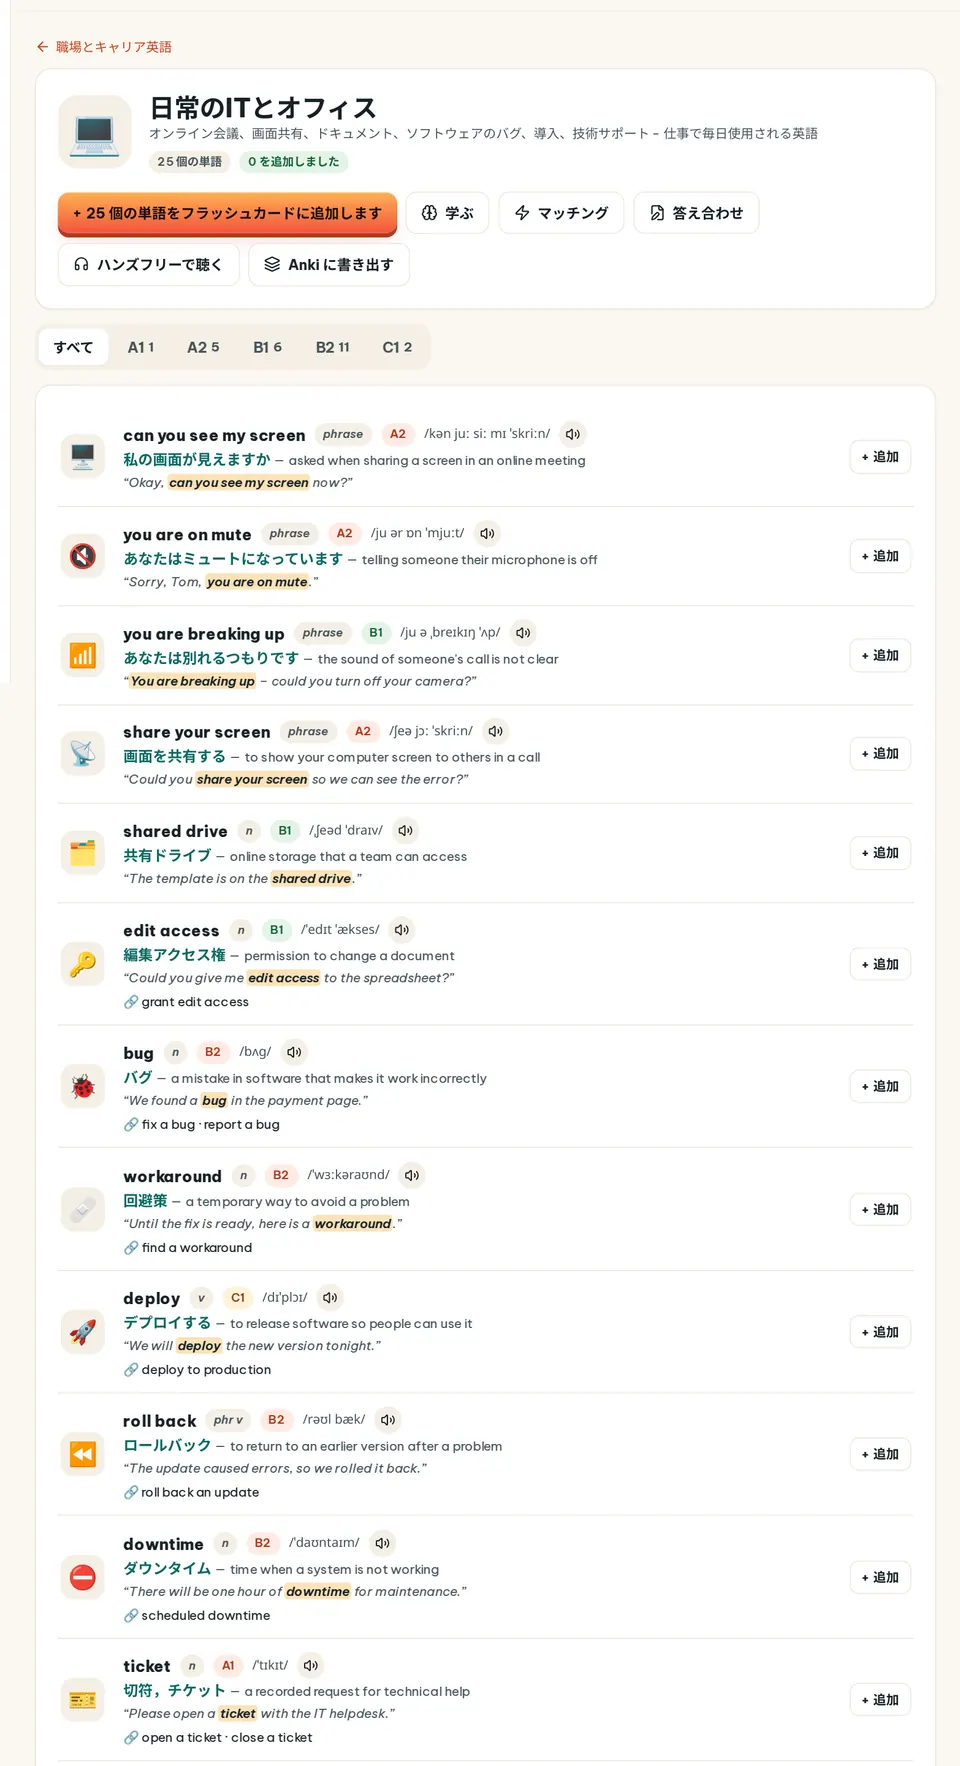 ← 職場とキャリア英語
日常のITとオフィス
オンライン会議、画面共有、ドキュメント、ソフトウェアのバグ、導入、技術サポート – 仕事で毎日使用される英語
25個の単語 0 を追加しました
+ 25 個の単語をフラッシュカードに追加します 学ぶ マッチング 答え合わせ
ハンズフリーで聴く Anki に書き出す
すべて A1 1 A2 5 B1 6 B2 11 C1 2
can you see my screen phrase A2 /kən juː siː mɪ ˈskriːn/
私の画面が見えますか – asked when sharing a screen in an online meeting
“Okay, can you see my screen now?”
+ 追加
you are on mute phrase A2 /ju ər ɒn ˈmjuːt/
あなたはミュートになっています – telling someone their microphone is off
“Sorry, Tom, you are on mute.”
+ 追加
you are breaking up phrase B1 /ju ə ˌbreɪkɪŋ ˈʌp/
あなたは別れるつもりです – the sound of someone's call is not clear
“You are breaking up – could you turn off your camera?”
+ 追加
share your screen phrase A2 /ʃeə jɔː ˈskriːn/
画面を共有する – to show your computer screen to others in a call
“Could you share your screen so we can see the error?”
+ 追加
shared drive n B1 /ˌʃeəd ˈdraɪv/
共有ドライブ – online storage that a team can access
“The template is on the shared drive.”
+ 追加
edit access n B1 /ˈedɪt ˈækses/
編集アクセス権 – permission to change a document
“Could you give me edit access to the spreadsheet?”
🔗 grant edit access
+ 追加
bug n B2 /bʌɡ/
バグ – a mistake in software that makes it work incorrectly
“We found a bug in the payment page.”
🔗 fix a bug · report a bug
+ 追加
workaround n B2 /ˈwɜːkəraʊnd/
回避策 – a temporary way to avoid a problem
“Until the fix is ready, here is a workaround.”
🔗 find a workaround
+ 追加
deploy v C1 /dɪˈplɔɪ/
デプロイする – to release software so people can use it
“We will deploy the new version tonight.”
🔗 deploy to production
+ 追加
roll back phr v B2 /rəʊl bæk/
ロールバック – to return to an earlier version after a problem
“The update caused errors, so we rolled it back.”
🔗 roll back an update
+ 追加
downtime n B2 /ˈdaʊntaɪm/
ダウンタイム – time when a system is not working
“There will be one hour of downtime for maintenance.”
🔗 scheduled downtime
+ 追加
ticket n A1 /ˈtɪkɪt/
切符，チケット – a recorded request for technical help
“Please open a ticket with the IT helpdesk.”
🔗 open a ticket · close a ticket
+ 追加